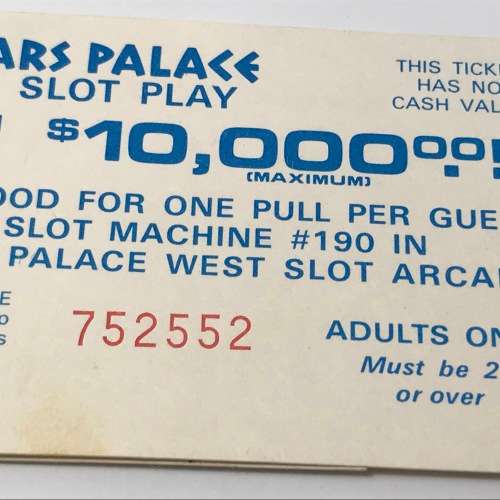 ARS PALACE
SLOT PLAY
THIS TICKE
HAS NO
CASH VAL
$10,000.00!
(MAXIMUM)
OOD FOR ONE PULL PER GUE
SLOT MACHINE #190 IN
PALACE WEST SLOT ARCA
E
o
s
752552
ADULTS ON
Must be 2
or over